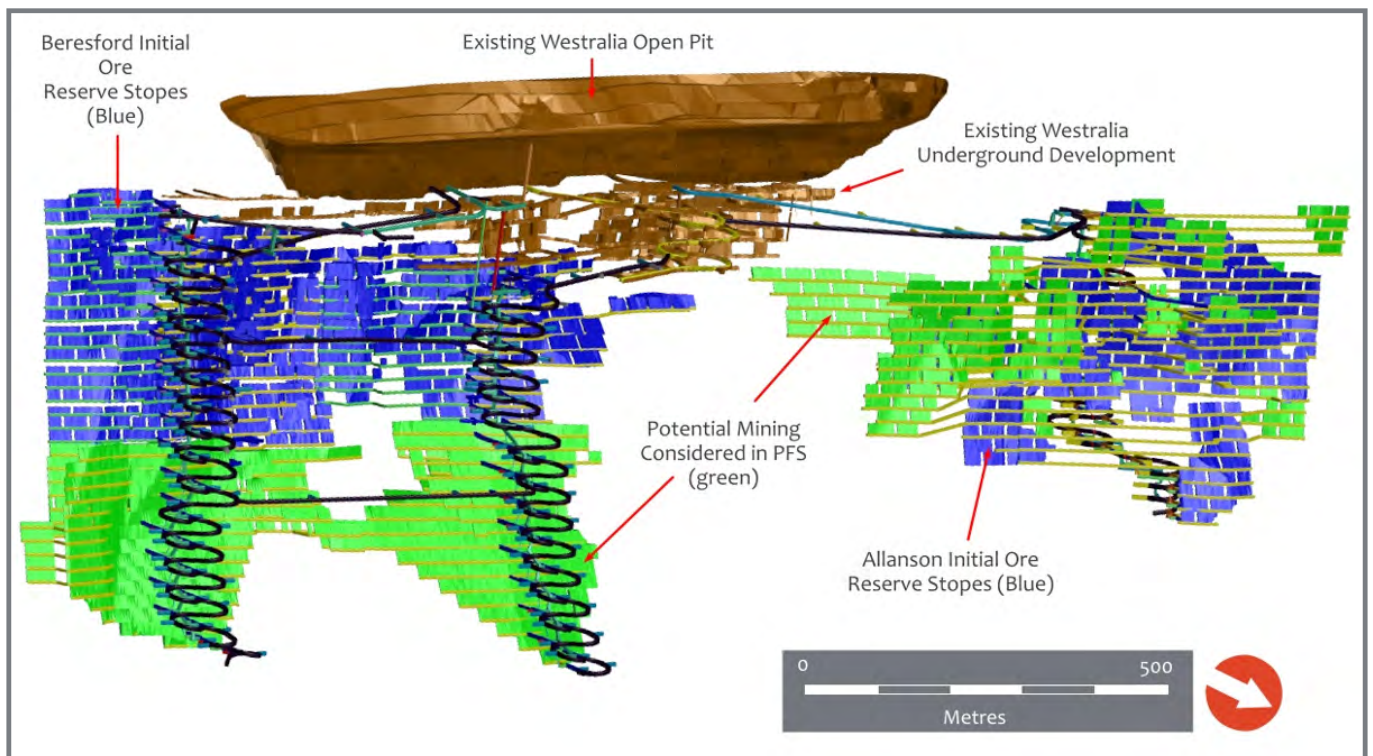 Beresford Initial
Ore
Reserve Stopes
(Blue)
Existing Westralia Open Pit
Existing Westralia
Underground Development
Potential Mining
Considered in PFS
(green)
Allanson Initial Ore
Reserve Stopes (Blue)
0 500
Metres